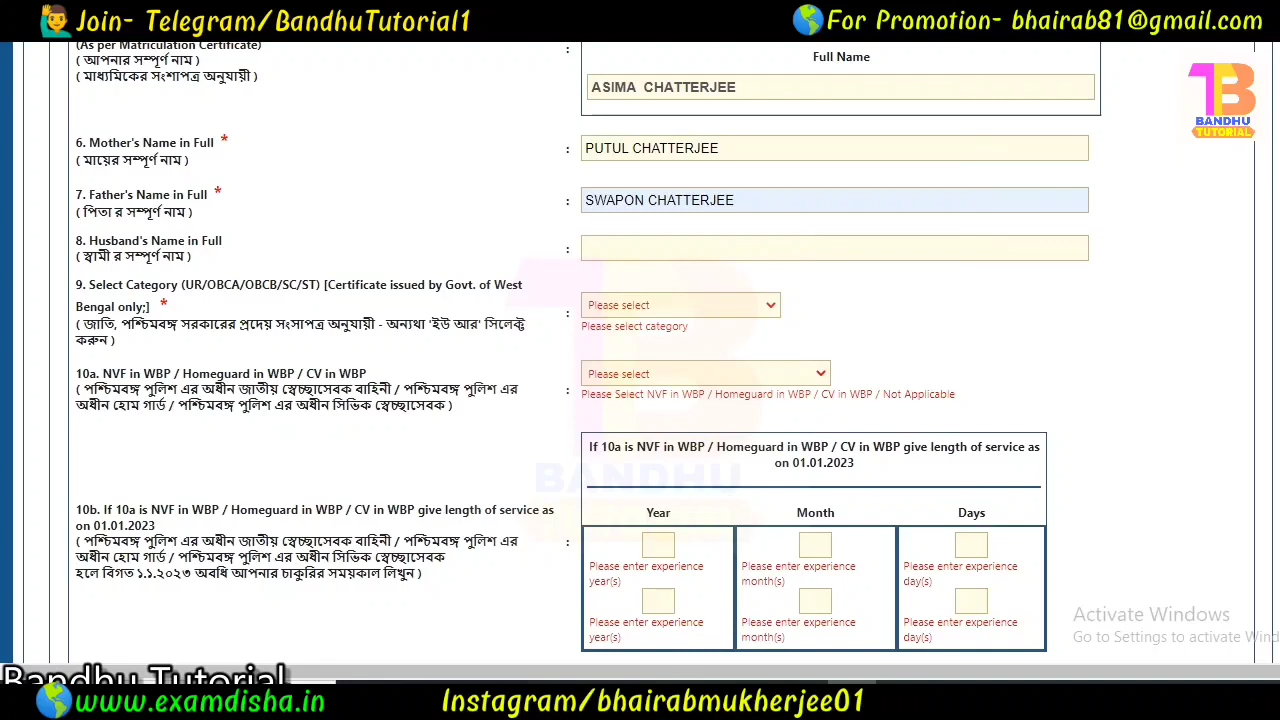 Join- Telegram/BandhuTutorial1
For Promotion- bhairab81@gmail.com
(As per Matriculation Certificate)
( আপনার সম্পূর্ণ নাম )
( মাধ্যমিকের সংশাপত্র অনুযায়ী )
:
Full Name
ASIMA CHATTERJEE
BANDHU
TUTORIAL
6. Mother's Name in Full *
( মায়ের সম্পূর্ণ নাম )
:
PUTUL CHATTERJEE
7. Father's Name in Full *
( পিতা র সম্পূর্ণ নাম )
:
SWAPON CHATTERJEE
8. Husband's Name in Full
( স্বামী র সম্পূর্ণ নাম )
:
9. Select Category (UR/OBCA/OBCB/SC/ST) [Certificate issued by Govt. of West
Bengal only;] *
( জাতি, পশ্চিমবঙ্গ সরকারের প্রদেয় সংসাপত্র অনুযায়ী - অন্যথা 'ইউ আর' সিলেক্ট
করুন )
:
Please select
Please select category
10a. NVF in WBP / Homeguard in WBP / CV in WBP
( পশ্চিমবঙ্গ পুলিশ এর অধীন জাতীয় স্বেচ্ছাসেবক বাহিনী / পশ্চিমবঙ্গ পুলিশ এর
অধীন হোম গার্ড / পশ্চিমবঙ্গ পুলিশ এর অধীন সিভিক স্বেচ্ছাসেবক )
:
Please select
Please Select NVF in WBP / Homeguard in WBP / CV in WBP / Not Applicable
If 10a is NVF in WBP / Homeguard in WBP / CV in WBP give length of service as
on 01.01.2023
BANDHU
10b. If 10a is NVF in WBP / Homeguard in WBP / CV in WBP give length of service as
on 01.01.2023
( পশ্চিমবঙ্গ পুলিশ এর অধীন জাতীয় স্বেচ্ছাসেবক বাহিনী / পশ্চিমবঙ্গ পুলিশ এর
অধীন হোম গার্ড / পশ্চিমবঙ্গ পুলিশ এর অধীন সিভিক স্বেচ্ছাসেবক
হলে বিগত ১.১.২০২৩ অবধি আপনার চাকুরির সময়কাল লিখুন )
:
Year Month Days
Please enter experience
year(s)
Please enter experience
month(s)
Please enter experience
day(s)
Please enter experience
year(s)
Please enter experience
month(s)
Please enter experience
day(s)
Activate Windows
Go to Settings to activate Wind
Bandhu Tutorial
www.examdisha.in
Instagram/bhairabmukherjee01